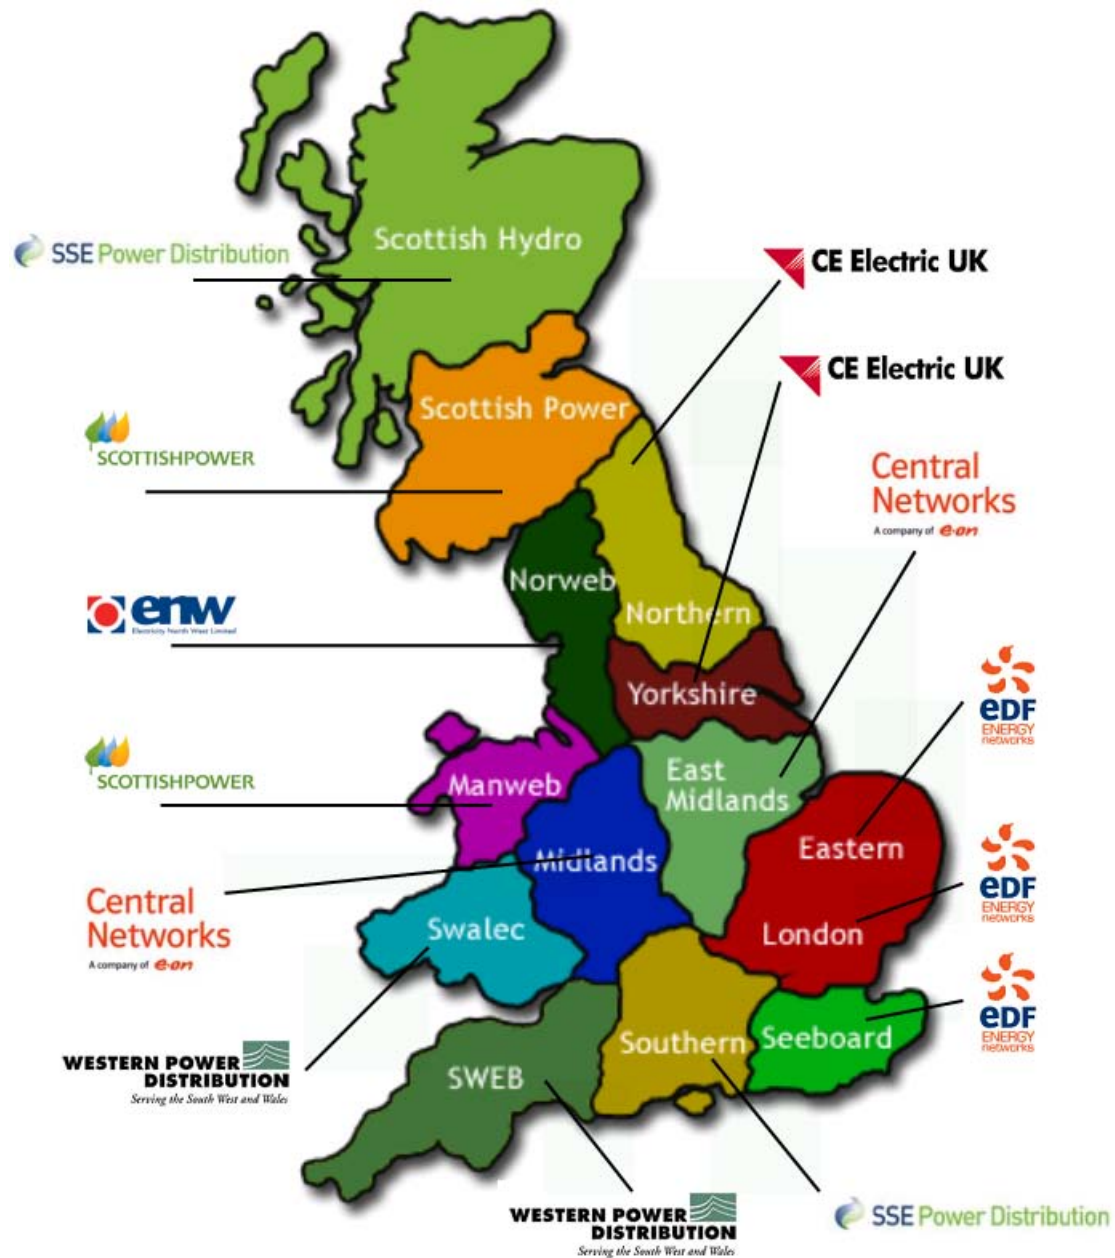 SSE Power Distribution
Scottish Hydro
CE Electric UK
CE Electric UK
Scottish Power
SCOTTISHPOWER
Central
Networks
A company of e·on
Norweb
enw
Electricity North West Limited
Northern
Yorkshire
eDF
ENERGY
networks
SCOTTISHPOWER
Manweb
East
Midlands
Midlands
Eastern
eDF
ENERGY
networks
Central
Networks
A company of e·on
Swalec
London
eDF
ENERGY
networks
Southern
Seeboard
WESTERN POWER
DISTRIBUTION
Serving the South West and Wales
SWEB
WESTERN POWER
DISTRIBUTION
Serving the South West and Wales
SSE Power Distribution